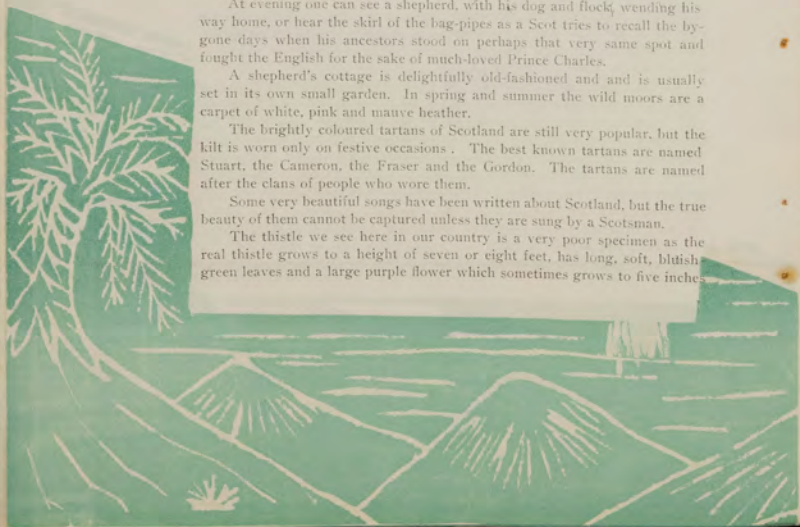 At evening one can see a shepherd, with his dog and flock, wending his
way home, or hear the skirl of the bag-pipes as a Scot tries to recall the by-
gone days when his ancestors stood on perhaps that very same spot and
fought the English for the sake of much-loved Prince Charles.
A shepherd's cottage is delightfully old-fashioned and and is usually
set in its own small garden. In spring and summer the wild moors are a
carpet of white, pink and mauve heather.
The brightly coloured tartans of Scotland are still very popular, but the
kilt is worn only on festive occasions . The best known tartans are named
Stuart, the Cameron, the Fraser and the Gordon. The tartans are named
after the clans of people who wore them.
Some very beautiful songs have been written about Scotland, but the true
beauty of them cannot be captured unless they are sung by a Scotsman.
The thistle we see here in our country is a very poor specimen as the
real thistle grows to a height of seven or eight feet, has long, soft, bluish
green leaves and a large purple flower which sometimes grows to five inches